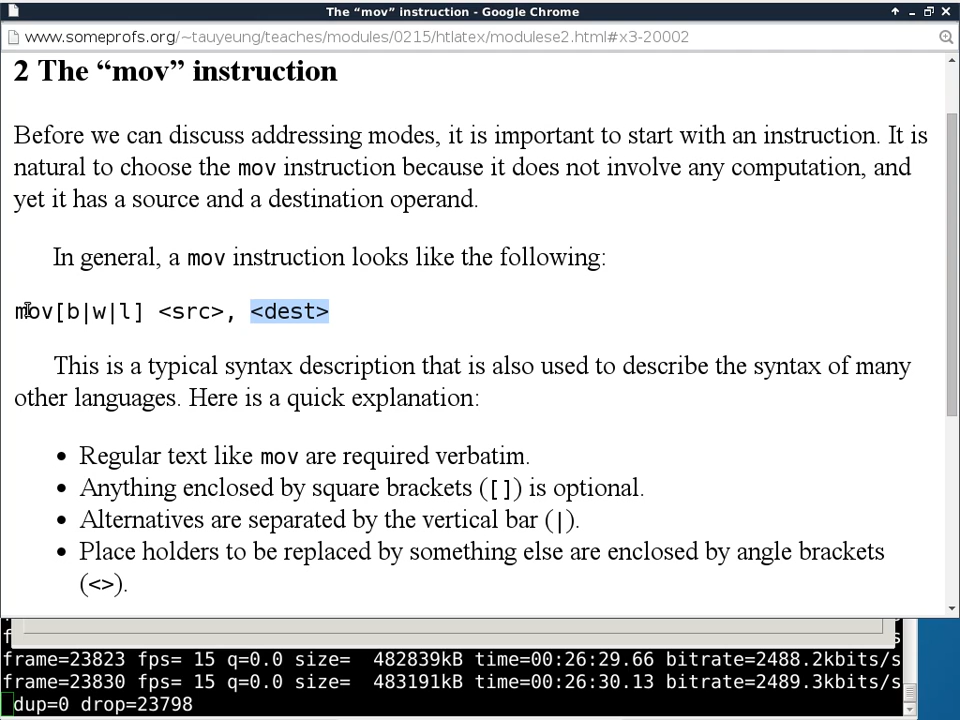 The “mov” instruction - Google Chrome
www.someprofs.org/~tauyeung/teaches/modules/0215/htlatex/modulese2.html#x3-20002
2 The “mov” instruction
Before we can discuss addressing modes, it is important to start with an instruction. It is
natural to choose the mov instruction because it does not involve any computation, and
yet it has a source and a destination operand.
In general, a mov instruction looks like the following:
mov[b|w|l] <src>, <dest>
This is a typical syntax description that is also used to describe the syntax of many
other languages. Here is a quick explanation:
• Regular text like mov are required verbatim.
• Anything enclosed by square brackets ([]) is optional.
• Alternatives are separated by the vertical bar (|).
• Place holders to be replaced by something else are enclosed by angle brackets
(<>).
frame=23823 fps= 15 q=0.0 size=  482839kB time=00:26:29.66 bitrate=2488.2kbits/s
frame=23830 fps= 15 q=0.0 size=  483191kB time=00:26:30.13 bitrate=2489.3kbits/s
dup=0 drop=23798